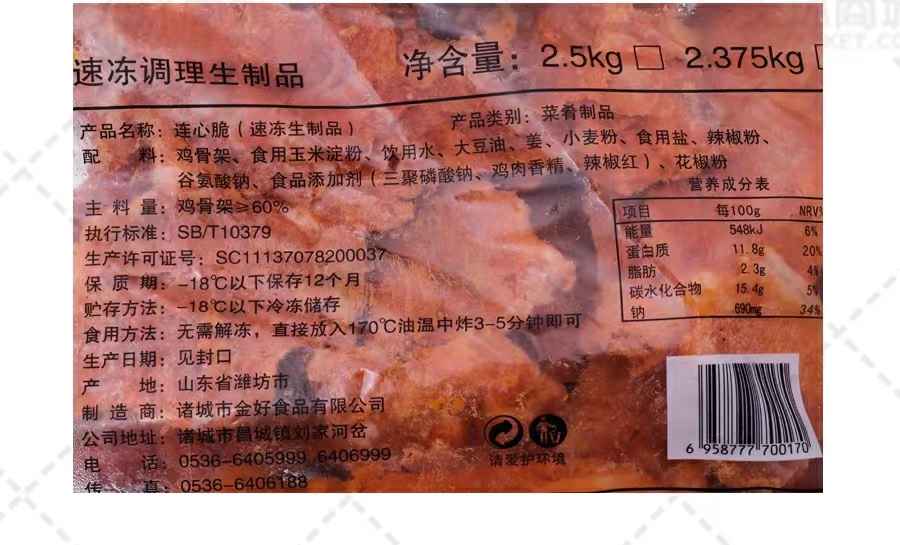 速冻调理生制品
净含量：2.5kg □ 2.375kg
产品名称：连心脆（速冻生制品）
产品类别：菜肴制品
配 料：鸡骨架、食用玉米淀粉、饮用水、大豆油、姜、小麦粉、食用盐、辣椒粉、
谷氨酸钠、食品添加剂（三聚磷酸钠、鸡肉香精、辣椒红）、花椒粉
主 料 量：鸡骨架≥60%
执行标准：SB/T10379
生产许可证号：SC11137078200037
保 质 期：-18℃以下保存12个月
贮存方法：-18℃以下冷冻储存
食用方法：无需解冻，直接放入170℃油温中炸3-5分钟即可
生产日期：见封口
产 地：山东省潍坊市
制 造 商：诸城市金好食品有限公司
公司地址：诸城市昌城镇刘家河岔
电 话：0536-6405999 6406999
传 真：0536-6406188
营养成分表
项目 每100g NRV%
能量 548kJ 6%
蛋白质 11.8g 20%
脂肪 2.3g 4%
碳水化合物 15.4g 5%
钠 690mg 34%
请爱护环境
6 958777 700170